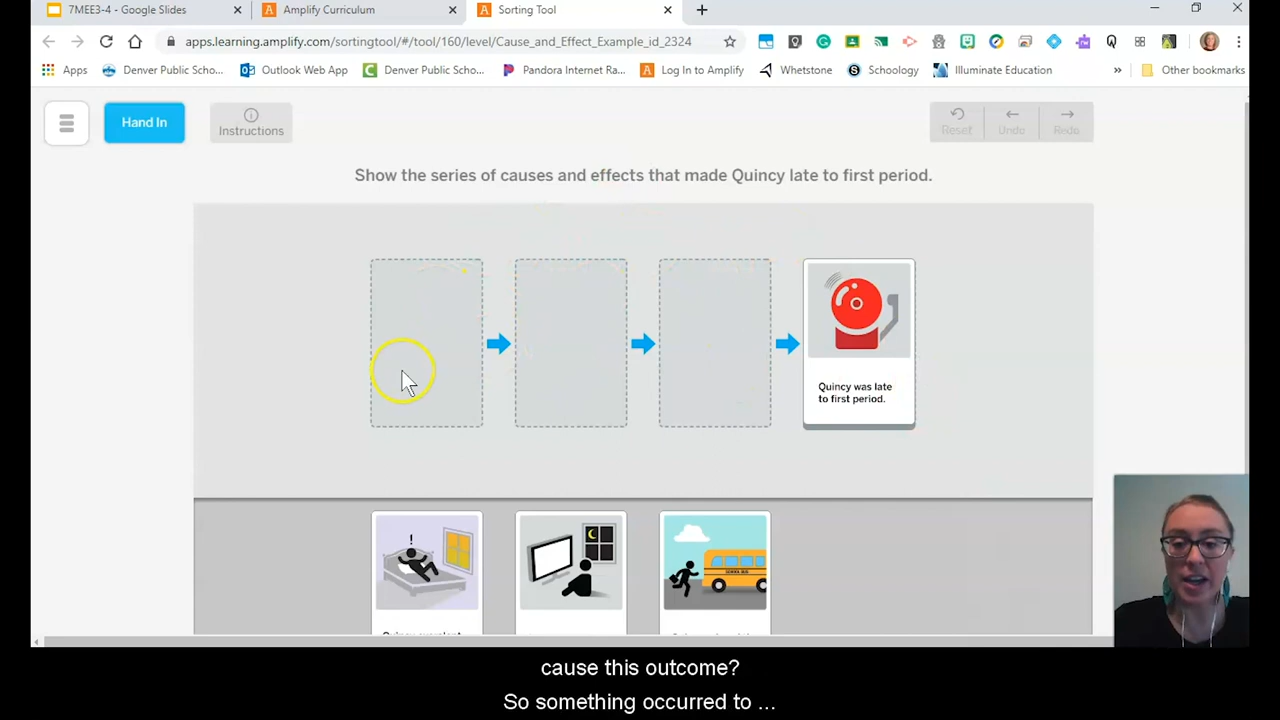 7MEE3-4 - Google Slides
Amplify Curriculum
Sorting Tool
apps.learning.amplify.com/sortingtool/#/tool/160/level/Cause_and_Effect_Example_id_2324
Apps
Denver Public Scho...
Outlook Web App
Denver Public Scho...
Pandora Internet Ra...
Log In to Amplify
Whetstone
Schoology
Illuminate Education
»
Other bookmarks
Hand In
Instructions
Reset
Undo
Redo
Show the series of causes and effects that made Quincy late to first period.
Quincy was late
to first period.
SCHOOL BUS
cause this outcome?
So something occurred to ...